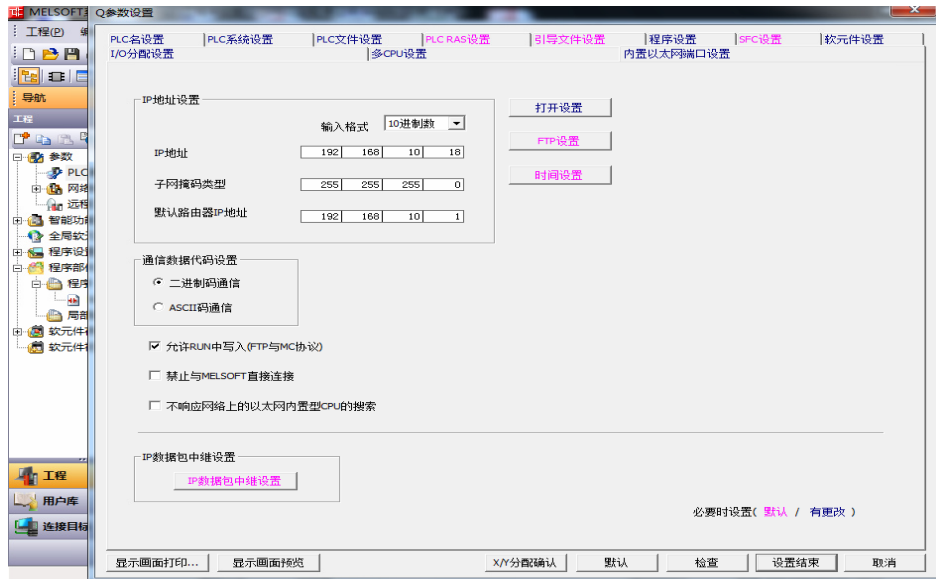 MELSOFT
Q参数设置
工程(P)
PLC名设置 PLC系统设置 PLC文件设置 PLC RAS设置 引导文件设置 程序设置 SFC设置 软元件设置
I/O分配设置 多CPU设置 内置以太网端口设置
导航
工程
参数
PLC
网络
远程
智能功能
全局软
程序设
程序部
程序
局部
软元件
软元件
工程
用户库
连接目标
IP地址设置
输入格式 10进制数
IP地址 192 168 10 18
子网掩码类型 255 255 255 0
默认路由器IP地址 192 168 10 1
打开设置
FTP设置
时间设置
通信数据代码设置
二进制码通信
ASCII码通信
允许RUN中写入(FTP与MC协议)
禁止与MELSOFT直接连接
不响应网络上的以太网内置型CPU的搜索
IP数据包中继设置
IP数据包中继设置
必要时设置( 默认 / 有更改 )
显示画面打印... 显示画面预览 X/Y分配确认 默认 检查 设置结束 取消